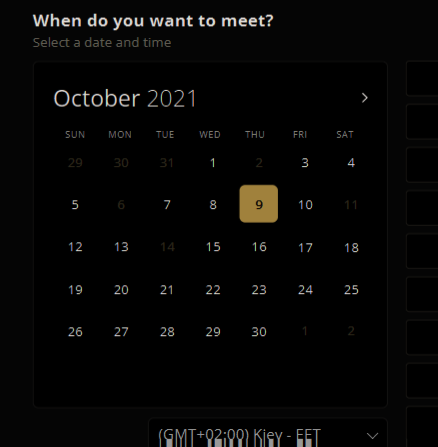 When do you want to meet?
Select a date and time
October 2021
SUN MON TUE WED THU FRI SAT
29 30 31 1 2 3 4
5 6 7 8 9 10 11
12 13 14 15 16 17 18
19 20 21 22 23 24 25
26 27 28 29 30 1 2
(GMT+02:00) Kiev - EET